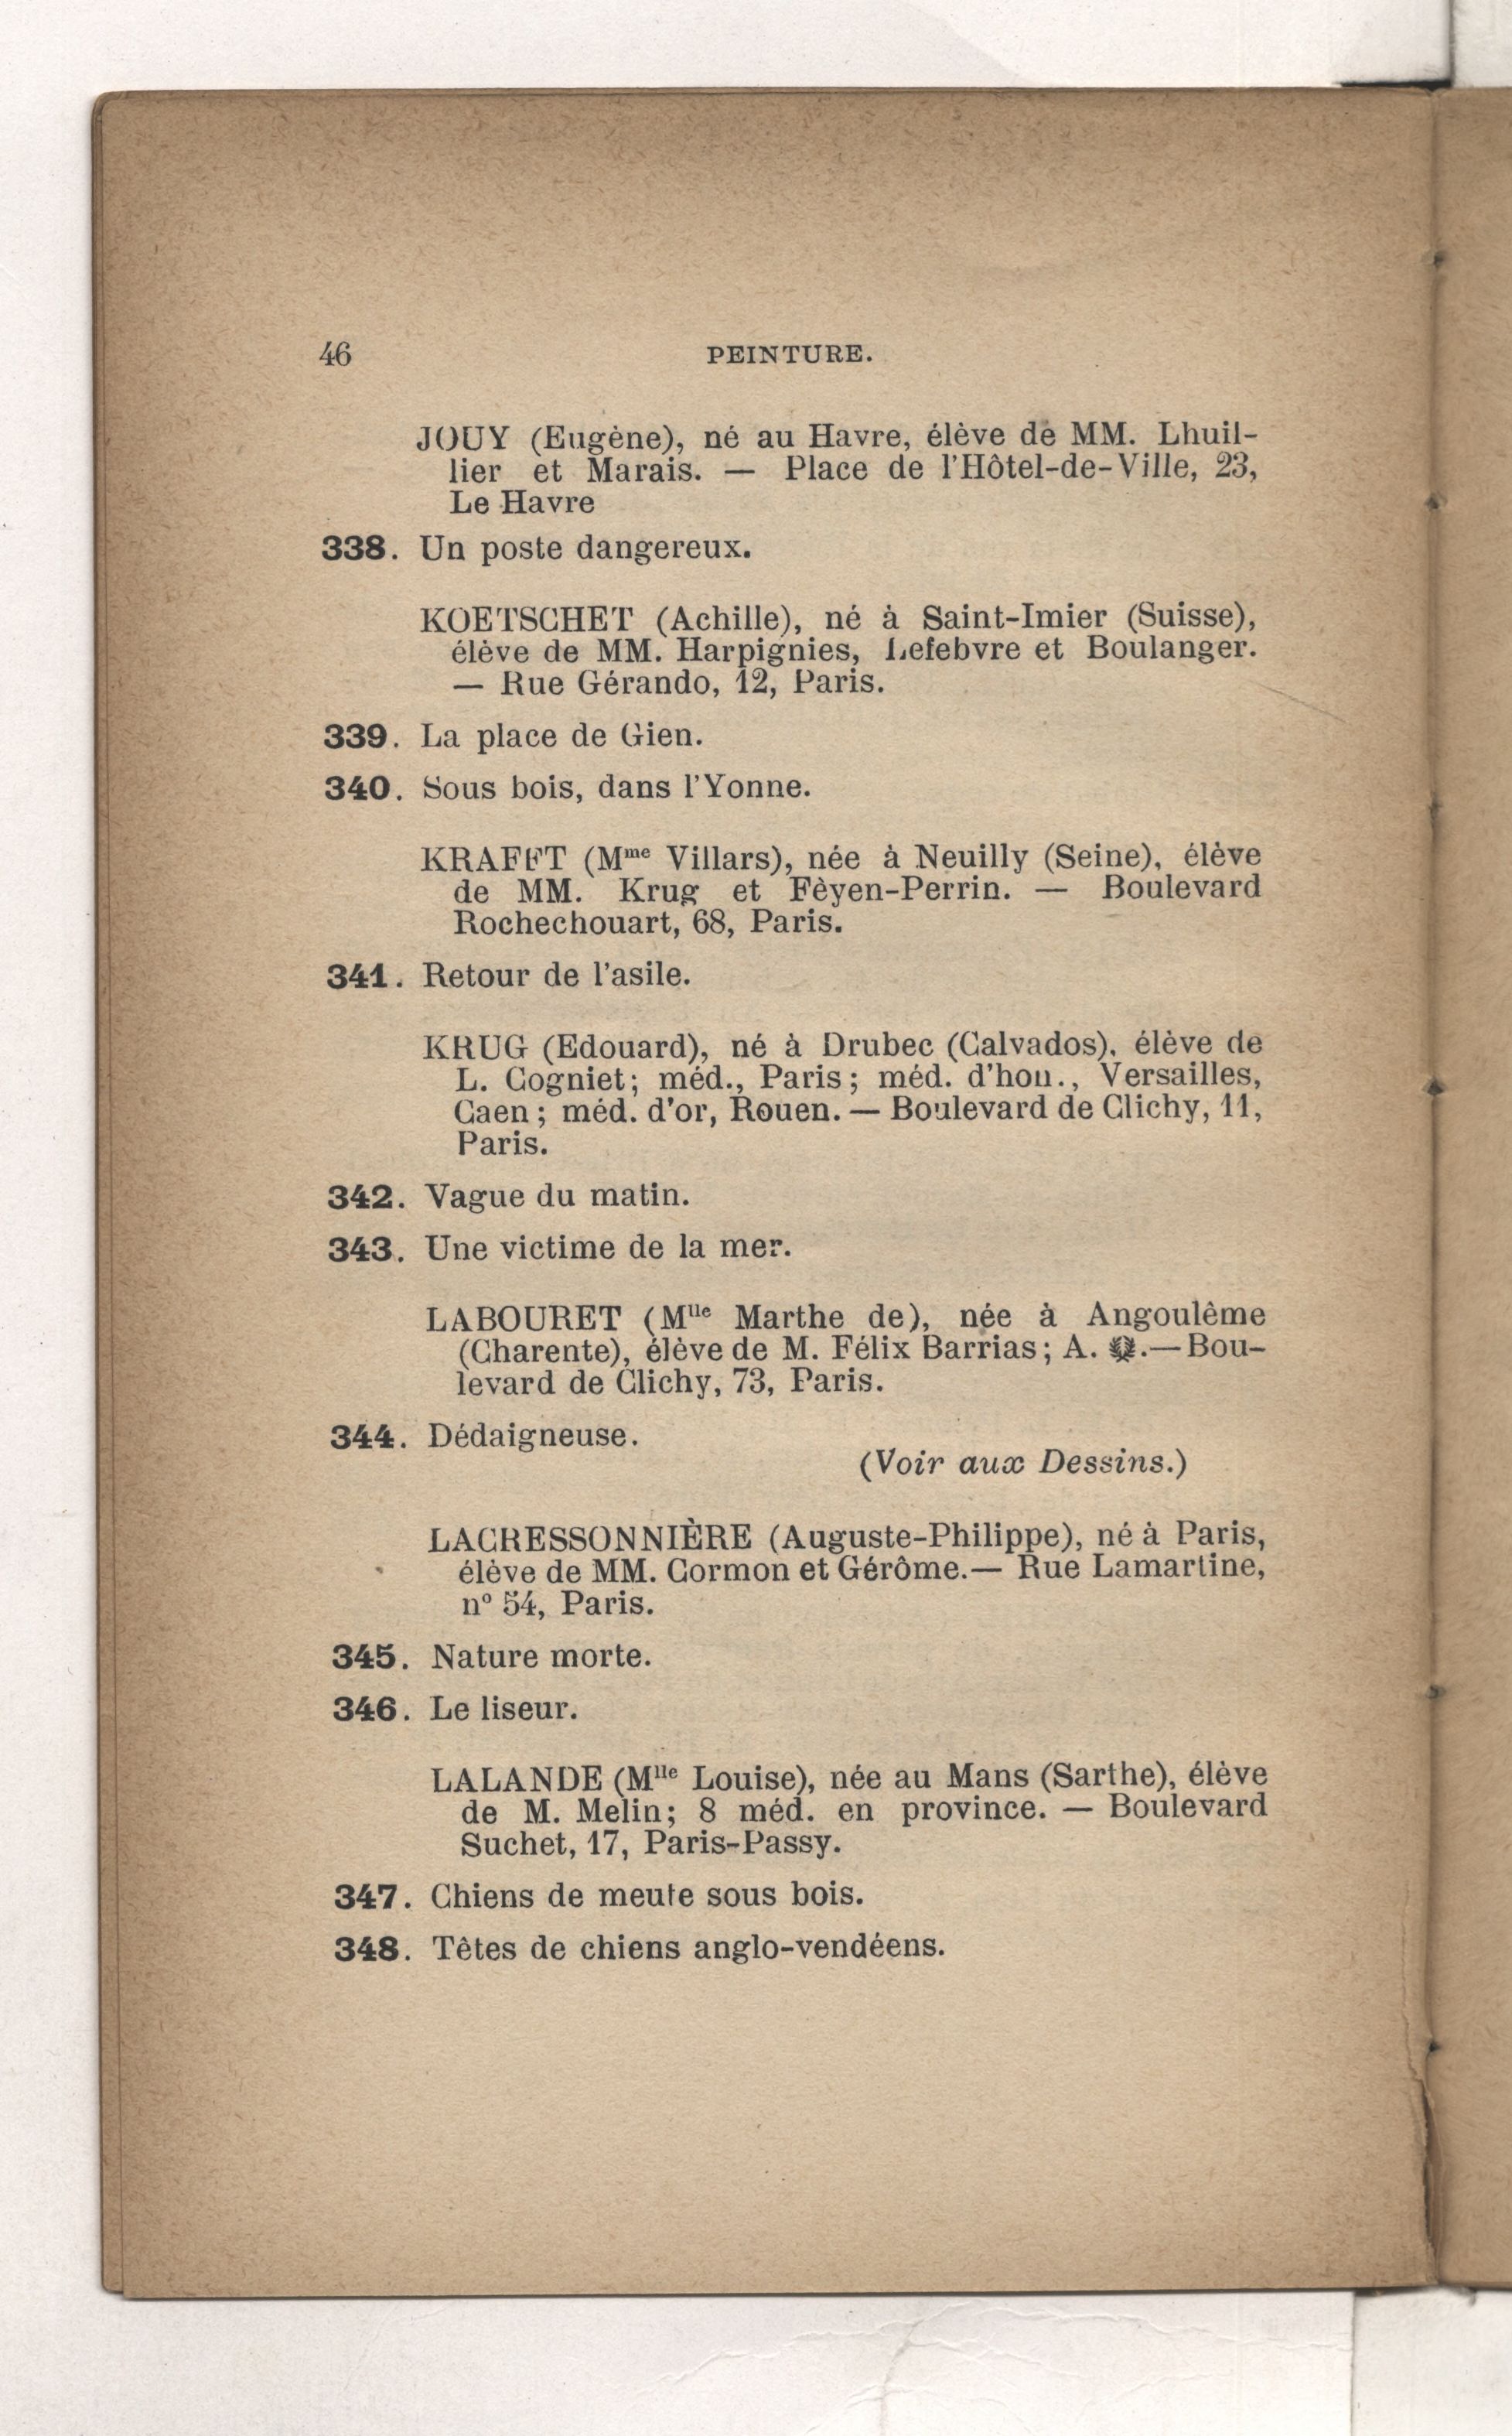 46
PEINTURE.
JOUY (Eugène), né au Havre, élève de MM. Lhuil-
lier et Marais. — Place de l'Hôtel-de-Ville, 23,
Le Havre
338. Un poste dangereux.
KOETSCHET (Achille), né à Saint-Imier (Suisse),
élève de MM. Harpignies, Lefebvre et Boulanger.
— Rue Gérando, 12, Paris.
339. La place de Gien.
340. Sous bois, dans l'Yonne.
KRAFFT (Mme Villars), née à Neuilly (Seine), élève
de MM. Krug et Fèyen-Perrin. — Boulevard
Rochechouart, 68, Paris.
341. Retour de l'asile.
KRUG (Edouard), né à Drubec (Calvados), élève de
L. Cogniet; méd., Paris; méd. d'hon., Versailles,
Caen; méd. d'or, Rouen. — Boulevard de Clichy, 11,
Paris.
342. Vague du matin.
343. Une victime de la mer.
LABOURET (Mlle Marthe de), née à Angoulême
(Charente), élève de M. Félix Barrias; A. .— Bou-
levard de Clichy, 73, Paris.
344. Dédaigneuse.
(Voir aux Dessins.)
LACRESSONNIÈRE (Auguste-Philippe), né à Paris,
élève de MM. Cormon et Gérôme.— Rue Lamartine,
nº 54, Paris.
345. Nature morte.
346. Le liseur.
LALANDE (Mlle Louise), née au Mans (Sarthe), élève
de M. Melin; 8 méd. en province. — Boulevard
Suchet, 17, Paris-Passy.
347. Chiens de meute sous bois.
348. Têtes de chiens anglo-vendéens.